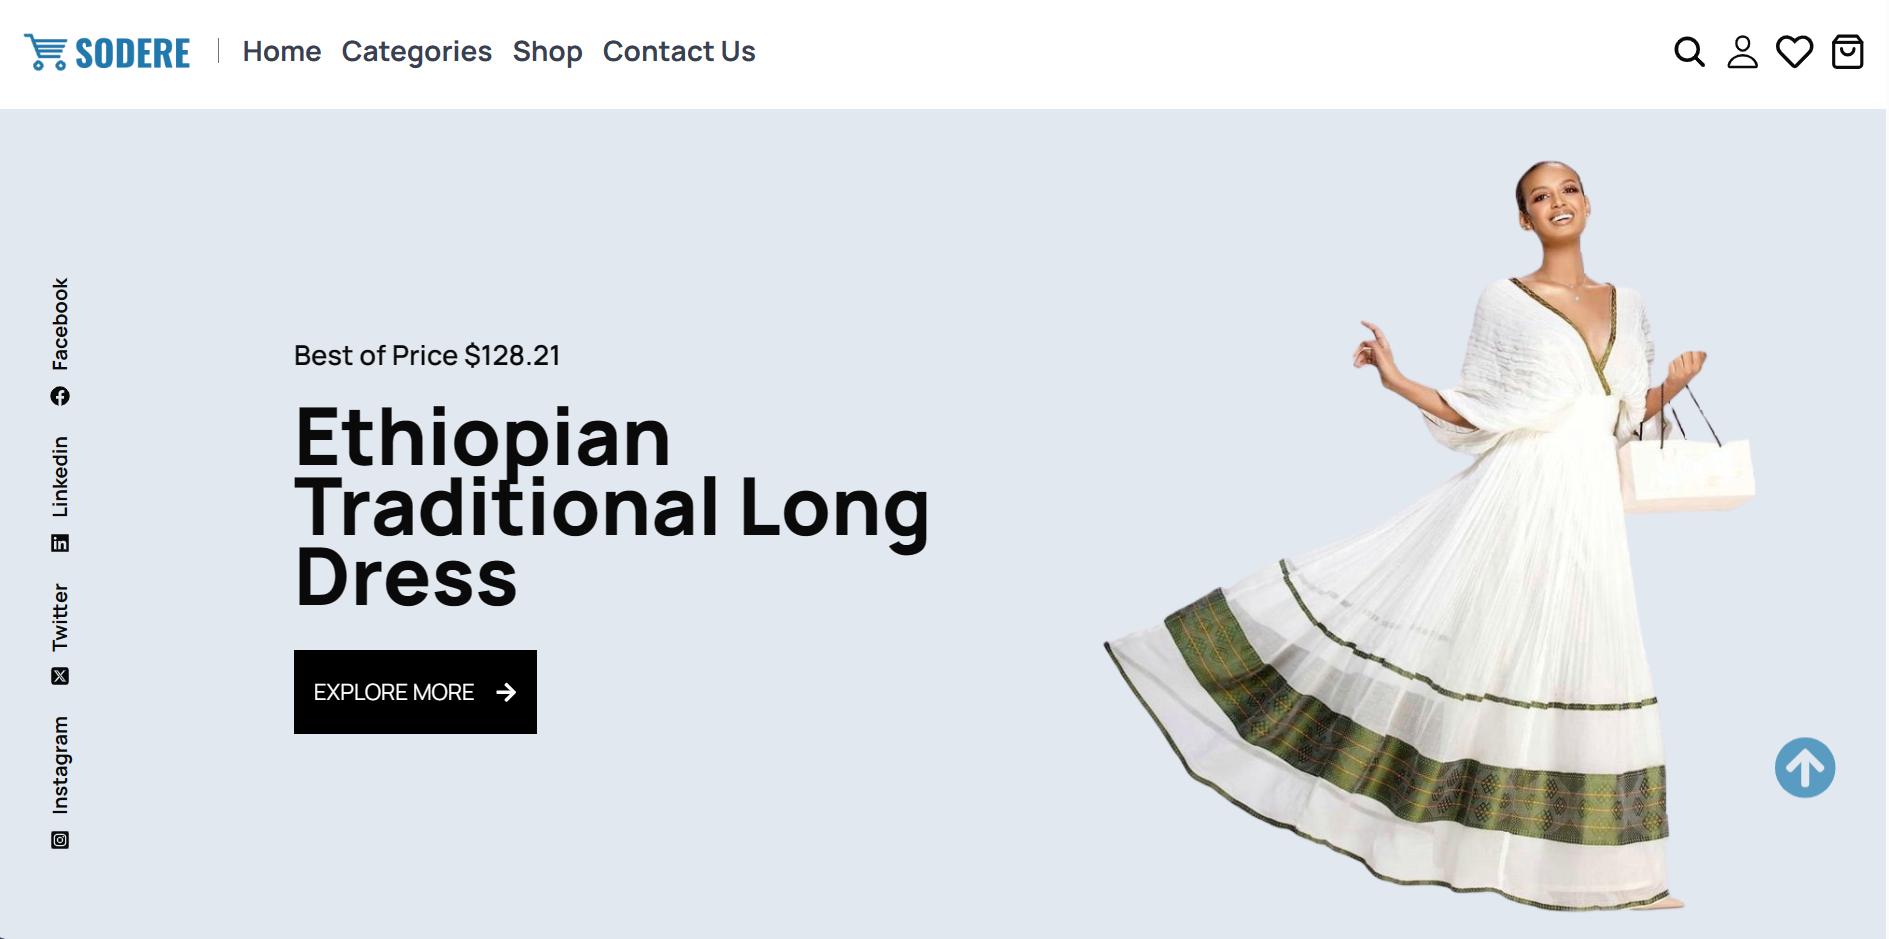 SODERE
Home
Categories
Shop
Contact Us
Facebook
Linkedin
Twitter
Instagram
Best of Price $128.21
Ethiopian
Traditional Long
Dress
EXPLORE MORE